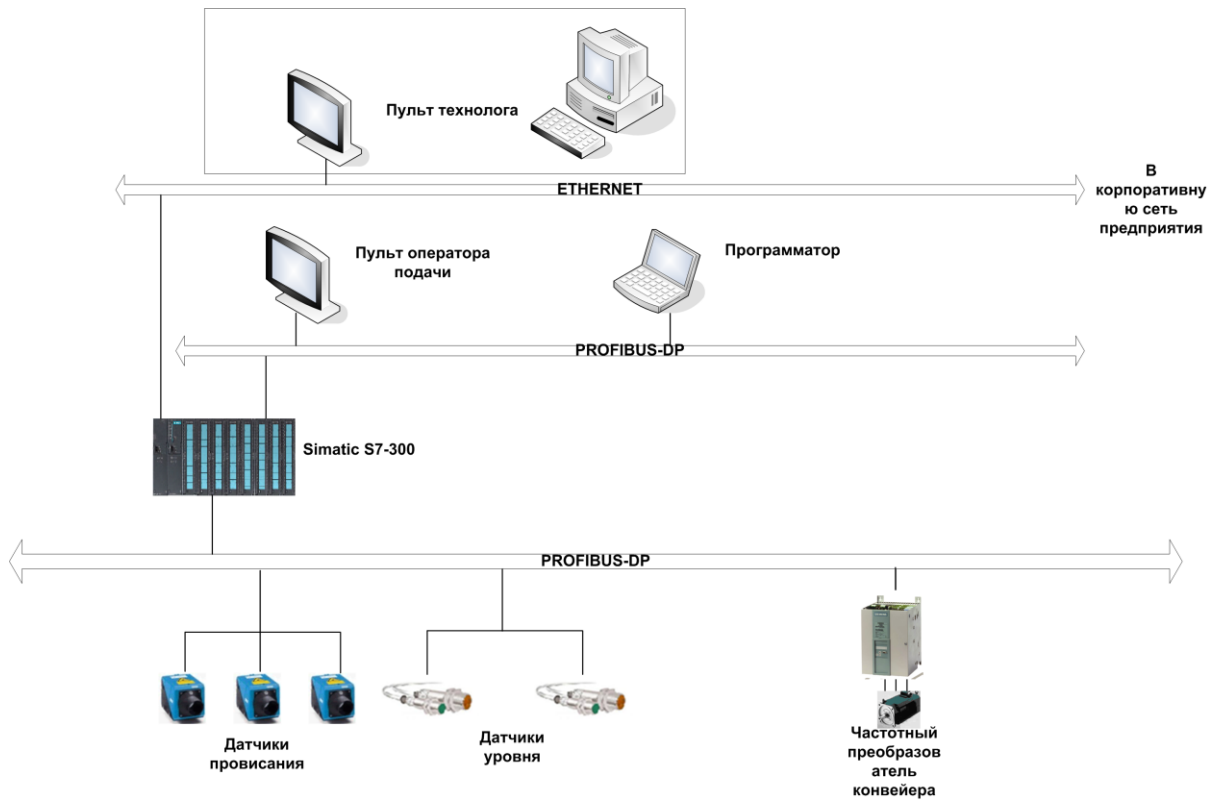 Пульт технолога
ETHERNET
В
корпоративну
ю сеть
предприятия
Пульт оператора
подачи
Программатор
PROFIBUS-DP
Simatic S7-300
PROFIBUS-DP
Датчики
провисания
Датчики
уровня
Частотный
преобразов
атель
конвейера